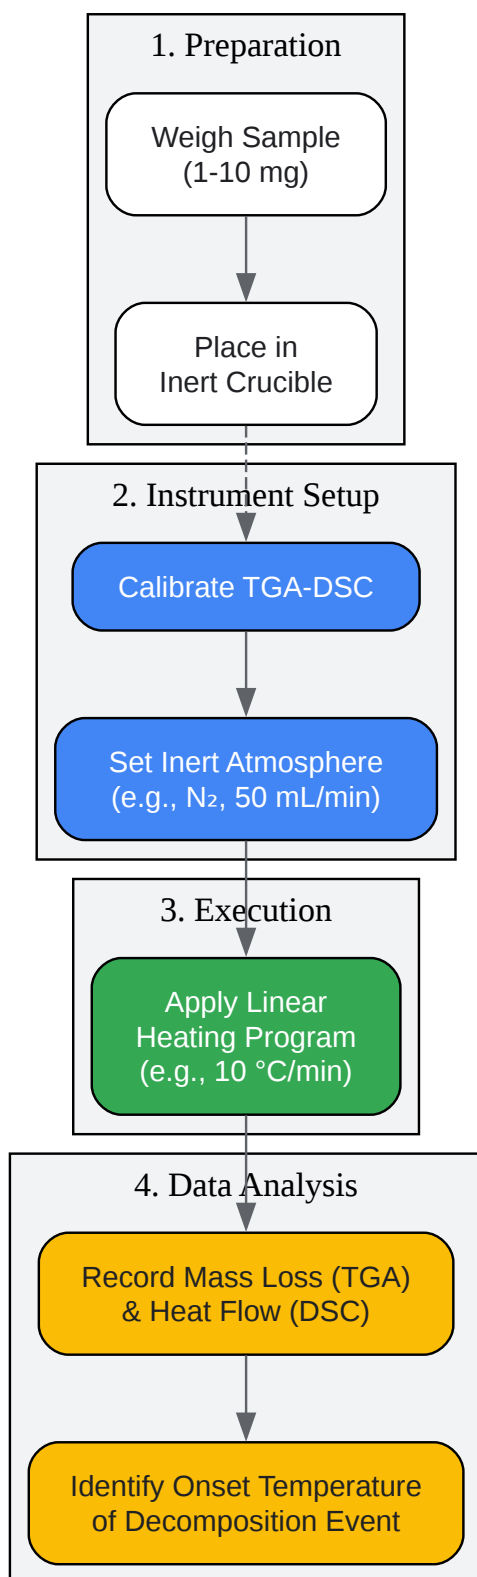 1. Preparation
Weigh Sample
(1-10 mg)
Place in
Inert Crucible
2. Instrument Setup
Calibrate TGA-DSC
Set Inert Atmosphere
(e.g., N₂, 50 mL/min)
3. Execution
Apply Linear
Heating Program
(e.g., 10 °C/min)
4. Data Analysis
Record Mass Loss (TGA)
& Heat Flow (DSC)
Identify Onset Temperature
of Decomposition Event